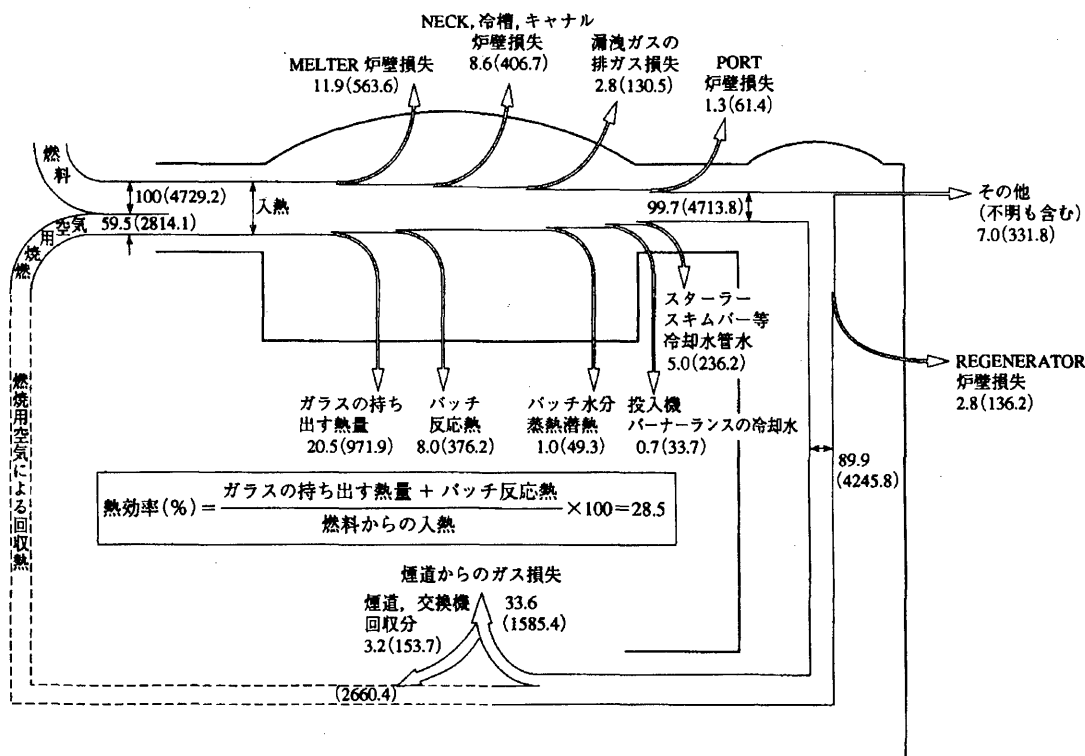 NECK, 冷槽, キャナル
炉壁損失
8.6(406.7)
MELTER 炉壁損失
11.9(563.6)
漏洩ガスの
排ガス損失
2.8(130.5)
PORT
炉壁損失
1.3(61.4)
燃料
100(4729.2)
入熱
59.5(2814.1)
燃焼用空気
99.7(4713.8)
その他
(不明も含む)
7.0(331.8)
スターラー
スキムバー等
冷却水管水
5.0(236.2)
REGENERATOR
炉壁損失
2.8(136.2)
ガラスの持ち
出す熱量
20.5(971.9)
バッチ
反応熱
8.0(376.2)
バッチ水分
蒸熱潜熱
1.0(49.3)
投入機
バーナーランスの冷却水
0.7(33.7)
燃焼用空気による回収熱
89.9
(4245.8)
熱効率(%)=
ガラスの持ち出す熱量 + バッチ反応熱
燃料からの入熱
×100=28.5
煙道からのガス損失
煙道, 交換機
回収分
3.2(153.7)
33.6
(1585.4)
(2660.4)